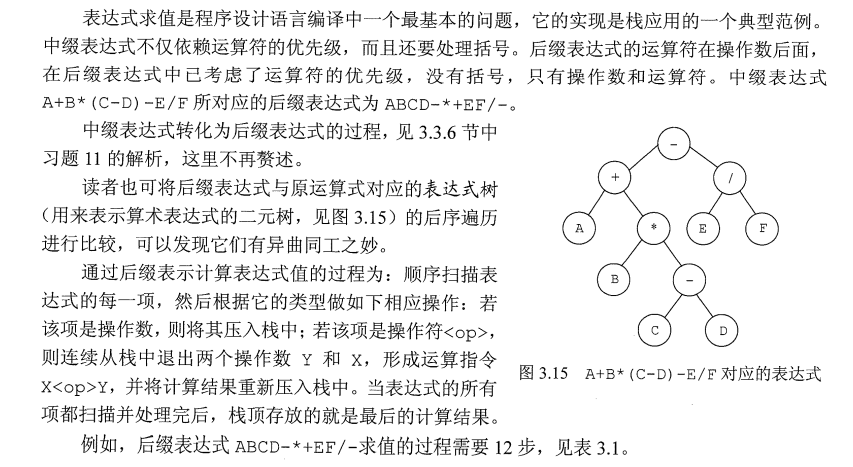 表达式求值是程序设计语言编译中一个最基本的问题，它的实现是栈应用的一个典型范例。
中缀表达式不仅依赖运算符的优先级，而且还要处理括号。后缀表达式的运算符在操作数后面，
在后缀表达式中已考虑了运算符的优先级，没有括号，只有操作数和运算符。中缀表达式
A+B*(C-D)-E/F 所对应的后缀表达式为 ABCD-*+EF/-。
中缀表达式转化为后缀表达式的过程，见 3.3.6 节中
习题 11 的解析，这里不再赘述。
读者也可将后缀表达式与原运算式对应的表达式树
（用来表示算术表达式的二元树，见图 3.15）的后序遍历
进行比较，可以发现它们有异曲同工之妙。
通过后缀表示计算表达式值的过程为：顺序扫描表
达式的每一项，然后根据它的类型做如下相应操作：若
该项是操作数，则将其压入栈中；若该项是操作符<op>，
则连续从栈中退出两个操作数 Y 和 X，形成运算指令
X<op>Y，并将计算结果重新压入栈中。当表达式的所有
项都扫描并处理完后，栈顶存放的就是最后的计算结果。
-
+ /
A * E F
B -
C D
图 3.15 A+B*(C-D)-E/F 对应的表达式
例如，后缀表达式 ABCD-*+EF/-求值的过程需要 12 步，见表 3.1。